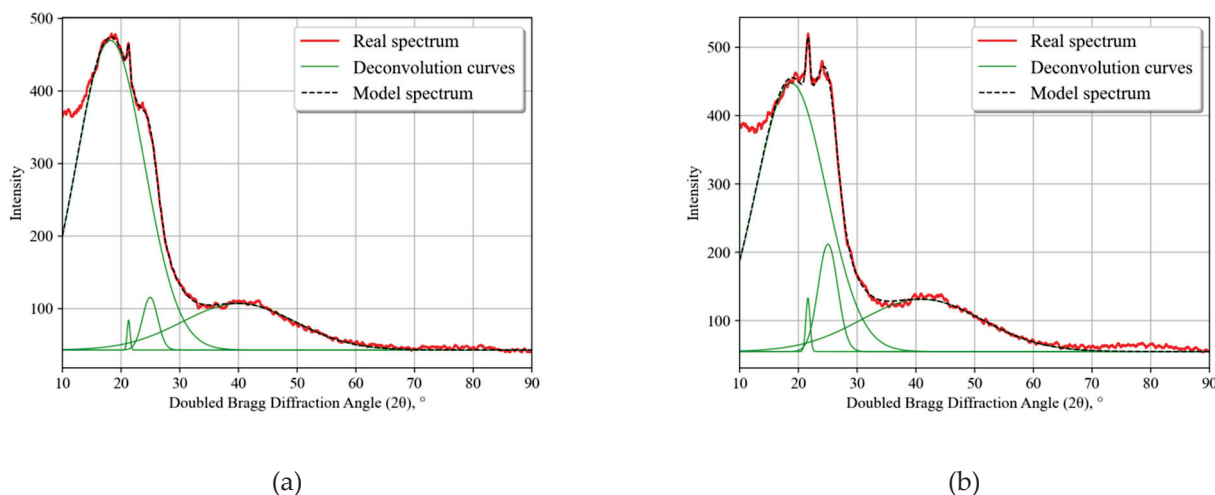 500
400
300
200
100
Intensity
Real spectrum
Deconvolution curves
Model spectrum
10 20 30 40 50 60 70 80 90
Doubled Bragg Diffraction Angle (2θ), °
(a)
500
400
300
200
100
Intensity
Real spectrum
Deconvolution curves
Model spectrum
10 20 30 40 50 60 70 80 90
Doubled Bragg Diffraction Angle (2θ), °
(b)